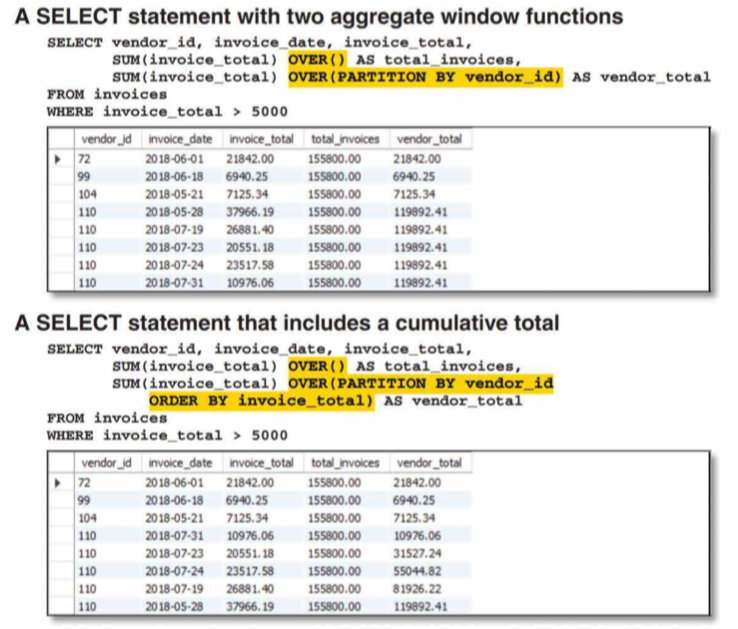 A SELECT statement with two aggregate window functions
SELECT vendor_id, invoice_date, invoice_total,
SUM(invoice_total) OVER() AS total_invoices,
SUM(invoice_total) OVER(PARTITION BY vendor_id) AS vendor_total
FROM invoices
WHERE invoice_total > 5000
vendor_id invoice_date invoice_total total_invoices vendor_total
72 2018-06-01 21842.00 155800.00 21842.00
99 2018-06-18 6940.25 155800.00 6940.25
104 2018-05-21 7125.34 155800.00 7125.34
110 2018-05-28 37966.19 155800.00 119892.41
110 2018-07-19 26881.40 155800.00 119892.41
110 2018-07-23 20551.18 155800.00 119892.41
110 2018-07-24 23517.58 155800.00 119892.41
110 2018-07-31 10976.06 155800.00 119892.41
A SELECT statement that includes a cumulative total
SELECT vendor_id, invoice_date, invoice_total,
SUM(invoice_total) OVER() AS total_invoices,
SUM(invoice_total) OVER(PARTITION BY vendor_id
ORDER BY invoice_total) AS vendor_total
FROM invoices
WHERE invoice_total > 5000
vendor_id invoice_date invoice_total total_invoices vendor_total
72 2018-06-01 21842.00 155800.00 21842.00
99 2018-06-18 6940.25 155800.00 6940.25
104 2018-05-21 7125.34 155800.00 7125.34
110 2018-07-31 10976.06 155800.00 10976.06
110 2018-07-23 20551.18 155800.00 31527.24
110 2018-07-24 23517.58 155800.00 55044.82
110 2018-07-19 26881.40 155800.00 81926.22
110 2018-05-28 37966.19 155800.00 119892.41